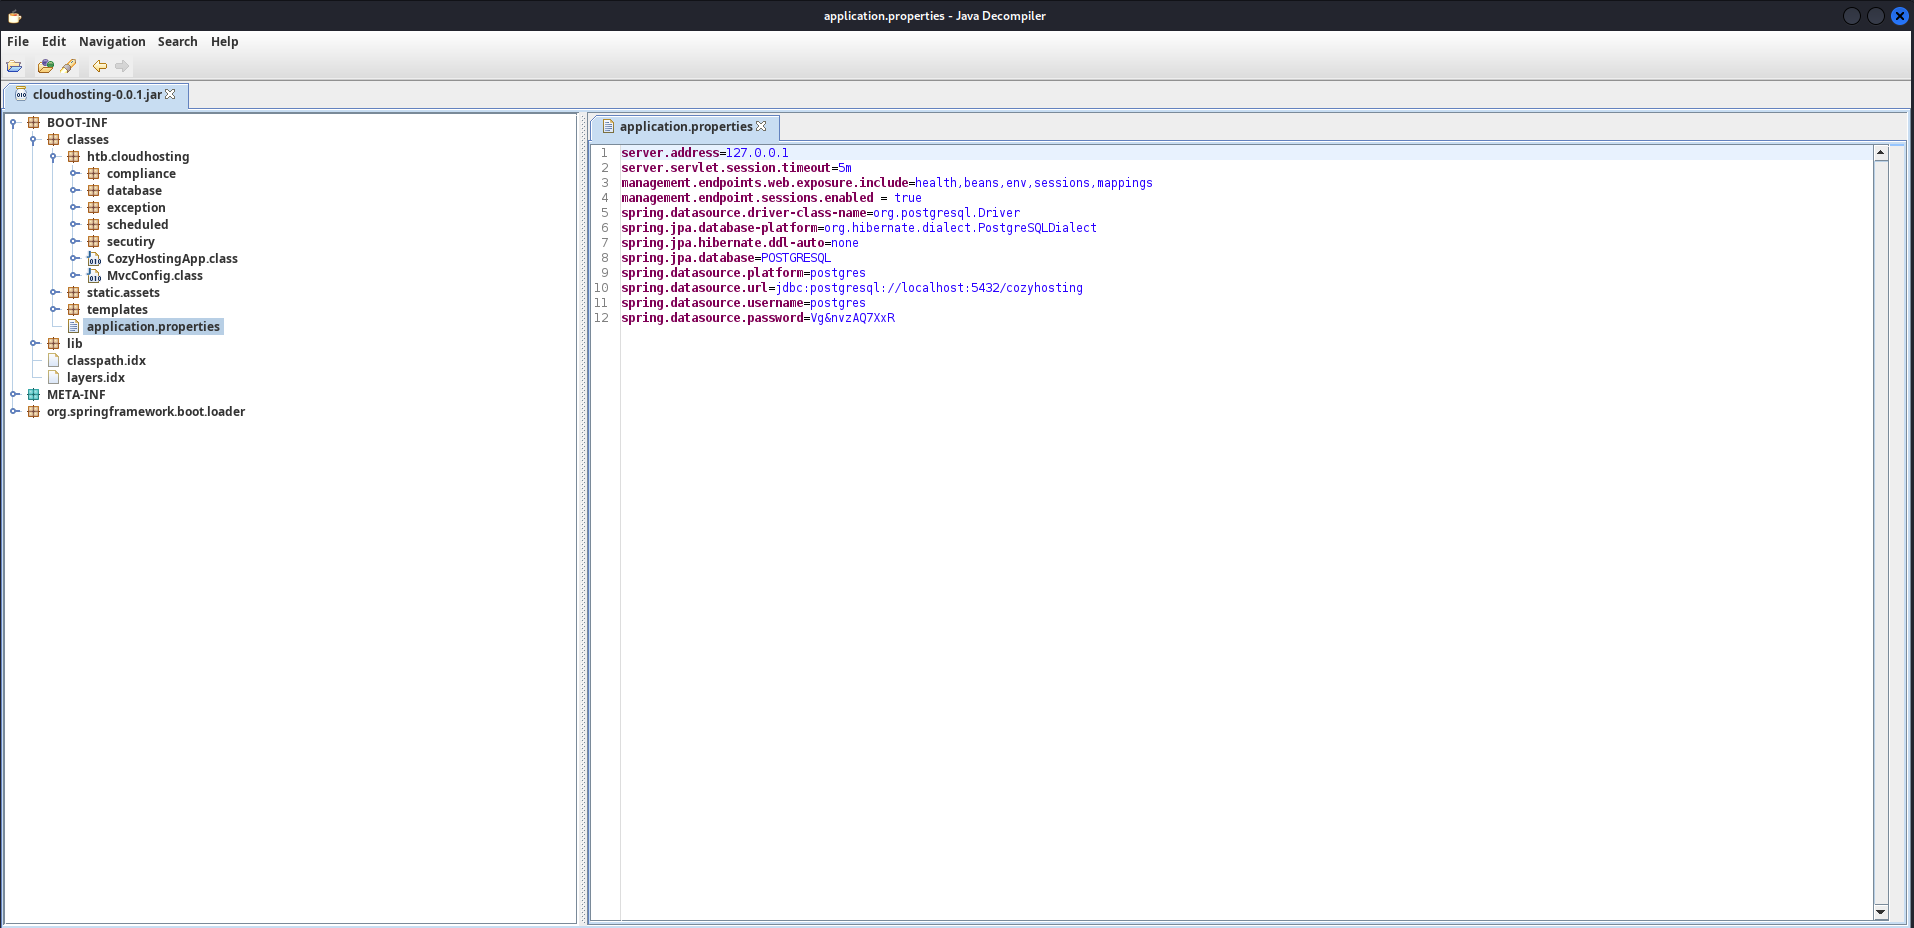 application.properties - Java Decompiler
File Edit Navigation Search Help
cloudhosting-0.0.1.jar
BOOT-INF
classes
htb.cloudhosting
compliance
database
exception
scheduled
secutiry
CozyHostingApp.class
MvcConfig.class
static.assets
templates
application.properties
lib
classpath.idx
layers.idx
META-INF
org.springframework.boot.loader
application.properties
1 server.address=127.0.0.1
2 server.servlet.session.timeout=5m
3 management.endpoints.web.exposure.include=health,beans,env,sessions,mappings
4 management.endpoint.sessions.enabled = true
5 spring.datasource.driver-class-name=org.postgresql.Driver
6 spring.jpa.database-platform=org.hibernate.dialect.PostgreSQLDialect
7 spring.jpa.hibernate.ddl-auto=none
8 spring.jpa.database=POSTGRESQL
9 spring.datasource.platform=postgres
10 spring.datasource.url=jdbc:postgresql://localhost:5432/cozyhosting
11 spring.datasource.username=postgres
12 spring.datasource.password=Vg&nvzAQ7XxR